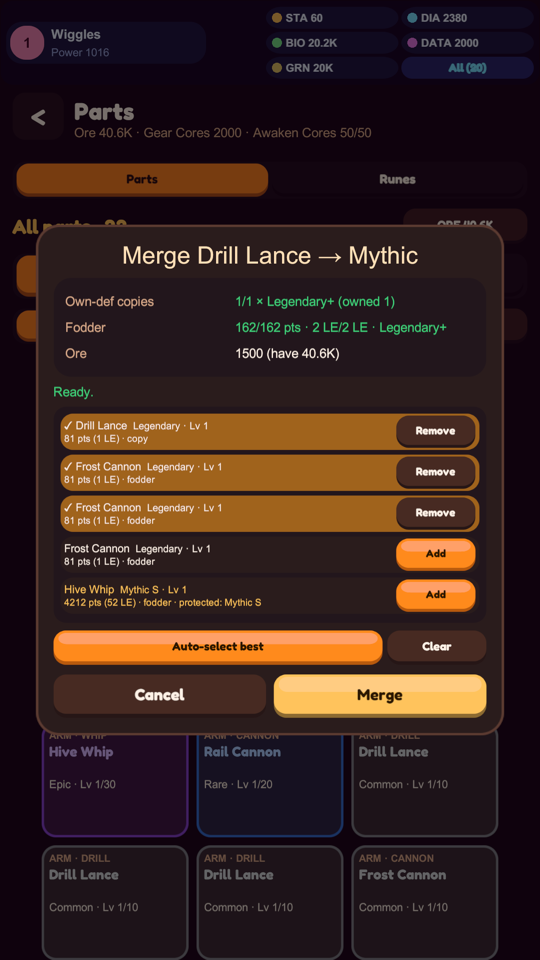 1
Wiggles
Power 1016
STA 60
DIA 2380
BIO 20.2K
DATA 2000
GRN 20K
All (20)
<
Parts
Ore 40.6K · Gear Cores 2000 · Awaken Cores 50/50
Parts
Runes
All parts
Merge Drill Lance → Mythic
Own-def copies
1/1 × Legendary+ (owned 1)
Fodder
162/162 pts · 2 LE/2 LE · Legendary+
Ore
1500 (have 40.6K)
Ready.
✓ Drill Lance Legendary · Lv 1
81 pts (1 LE) · copy
Remove
✓ Frost Cannon Legendary · Lv 1
81 pts (1 LE) · fodder
Remove
✓ Frost Cannon Legendary · Lv 1
81 pts (1 LE) · fodder
Remove
Frost Cannon Legendary · Lv 1
81 pts (1 LE) · fodder
Add
Hive Whip Mythic S · Lv 1
4212 pts (52 LE) · fodder · protected: Mythic S
Add
Auto-select best
Clear
Cancel
Merge
ARM · WHIP
Hive Whip
Epic · Lv 1/30
ARM · CANNON
Rail Cannon
Rare · Lv 1/20
ARM · DRILL
Drill Lance
Common · Lv 1/10
ARM · DRILL
Drill Lance
Common · Lv 1/10
ARM · DRILL
Drill Lance
Common · Lv 1/10
ARM · CANNON
Frost Cannon
Common · Lv 1/10